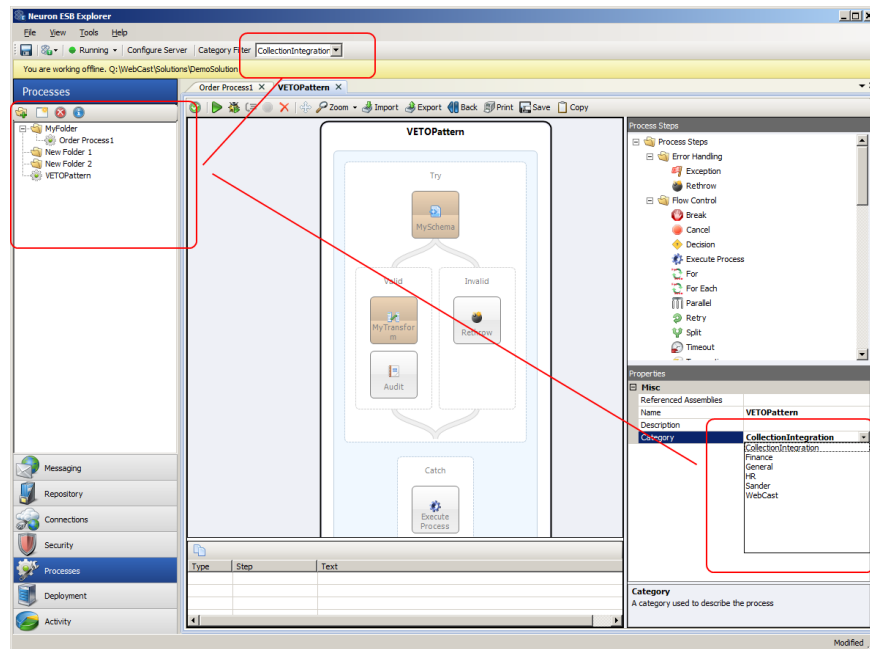 Neuron ESB Explorer
File View Tools Help
Running Configure Server Category Filter CollectionIntegration
You are working offline. Q:\WebCast\Solutions\DemoSolution
Processes
Order Process1 X VETOPattern X
Zoom Import Export Back Print Save Copy
MyFolder
Order Process1
New Folder 1
New Folder 2
VETOPattern
Messaging
Repository
Connections
Security
Processes
Deployment
Activity
VETOPattern
Try
MySchema
Valid Invalid
MyTransfor
m
Rethrow
Audit
Catch
Execute
Process
Type Step Text
Process Steps
Process Steps
Error Handling
Exception
Rethrow
Flow Control
Break
Cancel
Decision
Execute Process
For
For Each
Parallel
Retry
Split
Timeout
Properties
Misc
Referenced Assemblies
Name VETOPattern
Description
Category CollectionIntegration
CollectionIntegration
Finance
General
HR
Sander
WebCast
Category
A category used to describe the process
Modified